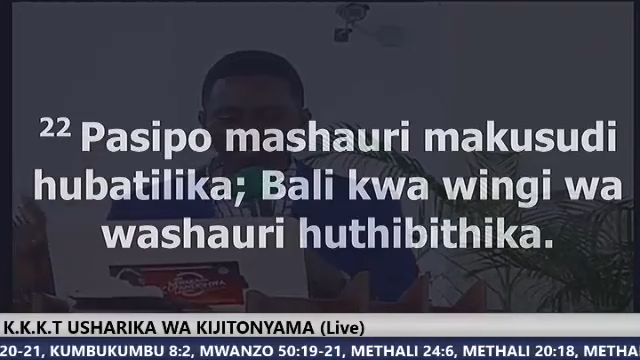 22 Pasipo mashauri makusudi
hubatilika; Bali kwa wingi wa
washauri huthibithika.
K.K.K.T USHARIKA WA KIJITONYAMA (Live)
20-21, KUMBUKUMBU 8:2, MWANZO 50:19-21, METHALI 24:6, METHALI 20:18, METHA